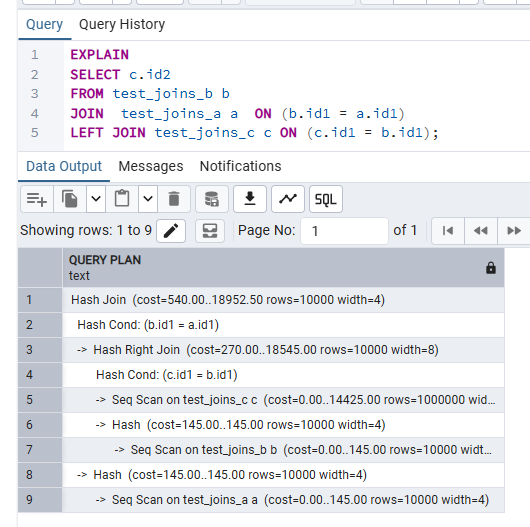 Query Query History
1 EXPLAIN
2 SELECT c.id2
3 FROM test_joins_b b
4 JOIN  test_joins_a a  ON (b.id1 = a.id1)
5 LEFT JOIN test_joins_c c ON (c.id1 = b.id1);
Data Output Messages Notifications
SQL
Showing rows: 1 to 9 Page No: 1 of 1
QUERY PLAN
text
1 Hash Join (cost=540.00..18952.50 rows=10000 width=4)
2 Hash Cond: (b.id1 = a.id1)
3 -> Hash Right Join (cost=270.00..18545.00 rows=10000 width=8)
4 Hash Cond: (c.id1 = b.id1)
5 -> Seq Scan on test_joins_c c (cost=0.00..14425.00 rows=1000000 wid...
6 -> Hash (cost=145.00..145.00 rows=10000 width=4)
7 -> Seq Scan on test_joins_b b (cost=0.00..145.00 rows=10000 widt...
8 -> Hash (cost=145.00..145.00 rows=10000 width=4)
9 -> Seq Scan on test_joins_a a (cost=0.00..145.00 rows=10000 width=4)